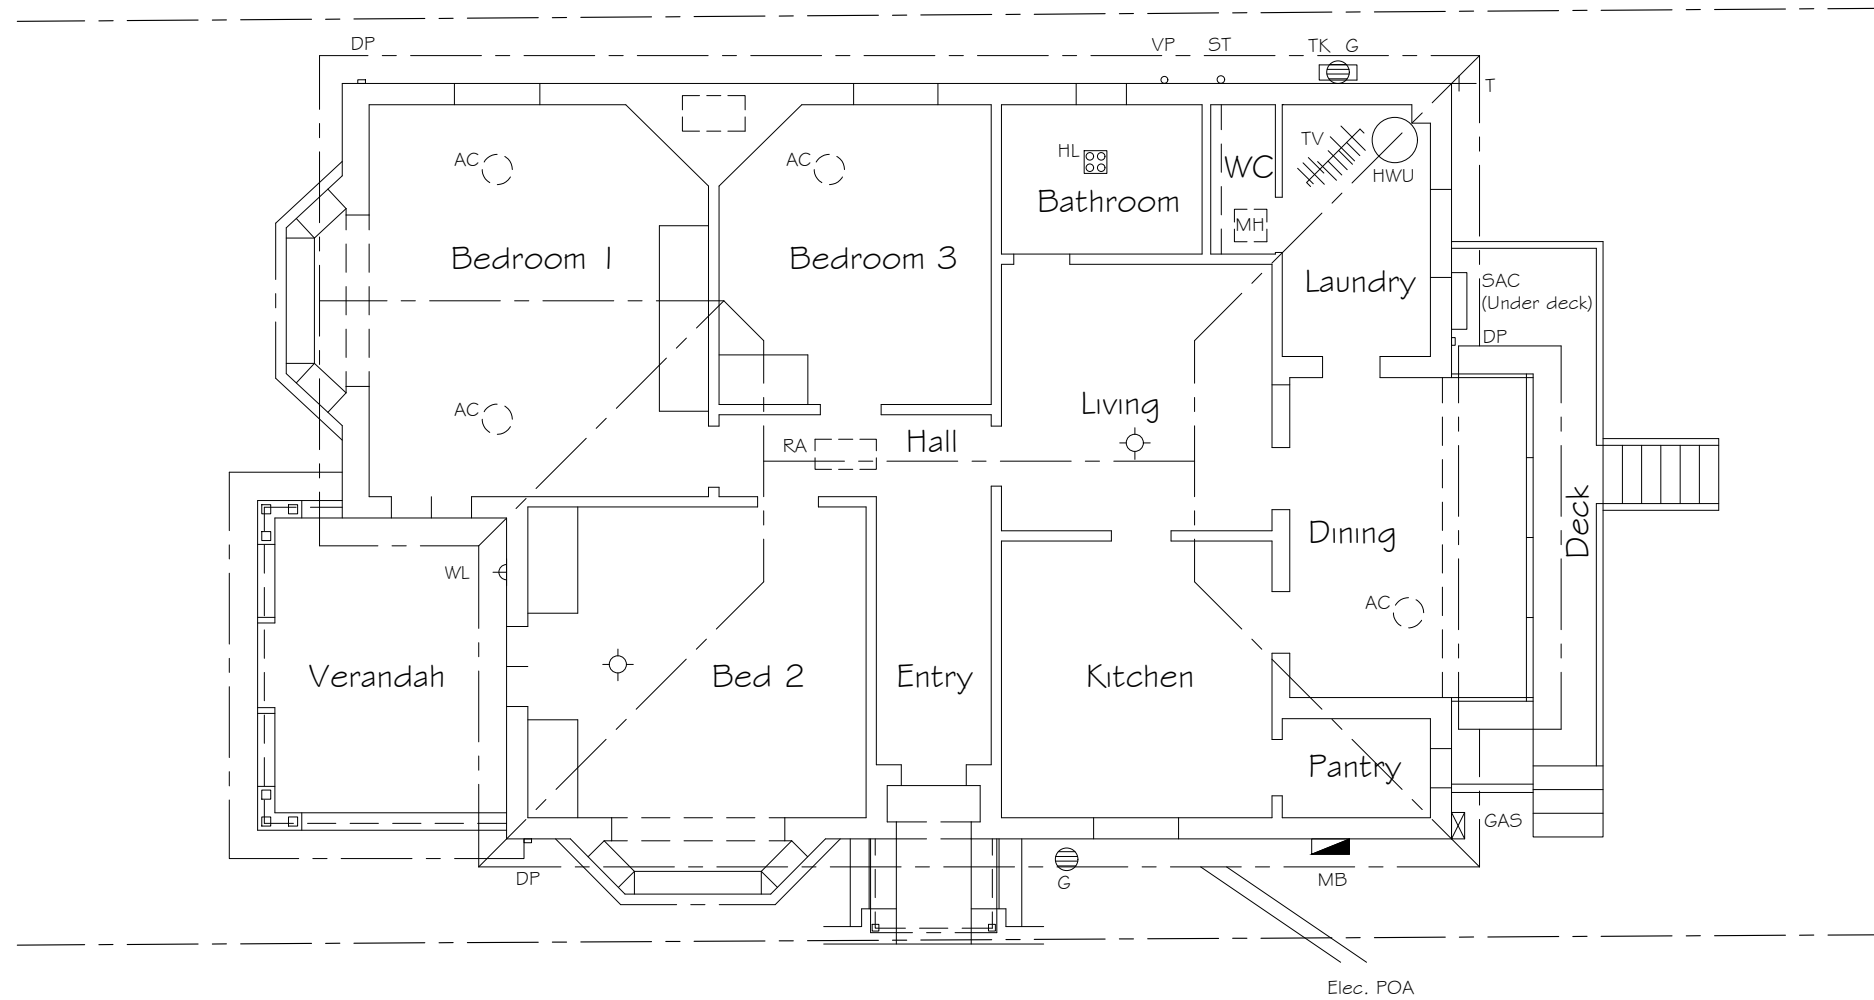 DP
VP
ST
TK
G
T
AC
AC
HL
WC
TV
HWU
Bathroom
MH
Bedroom 1
Bedroom 3
Laundry
SAC
(Under deck)
DP
AC
RA
Hall
Living
Dining
Deck
WL
AC
Verandah
Bed 2
Entry
Kitchen
Pantry
GAS
DP
G
MB
Elec. POA